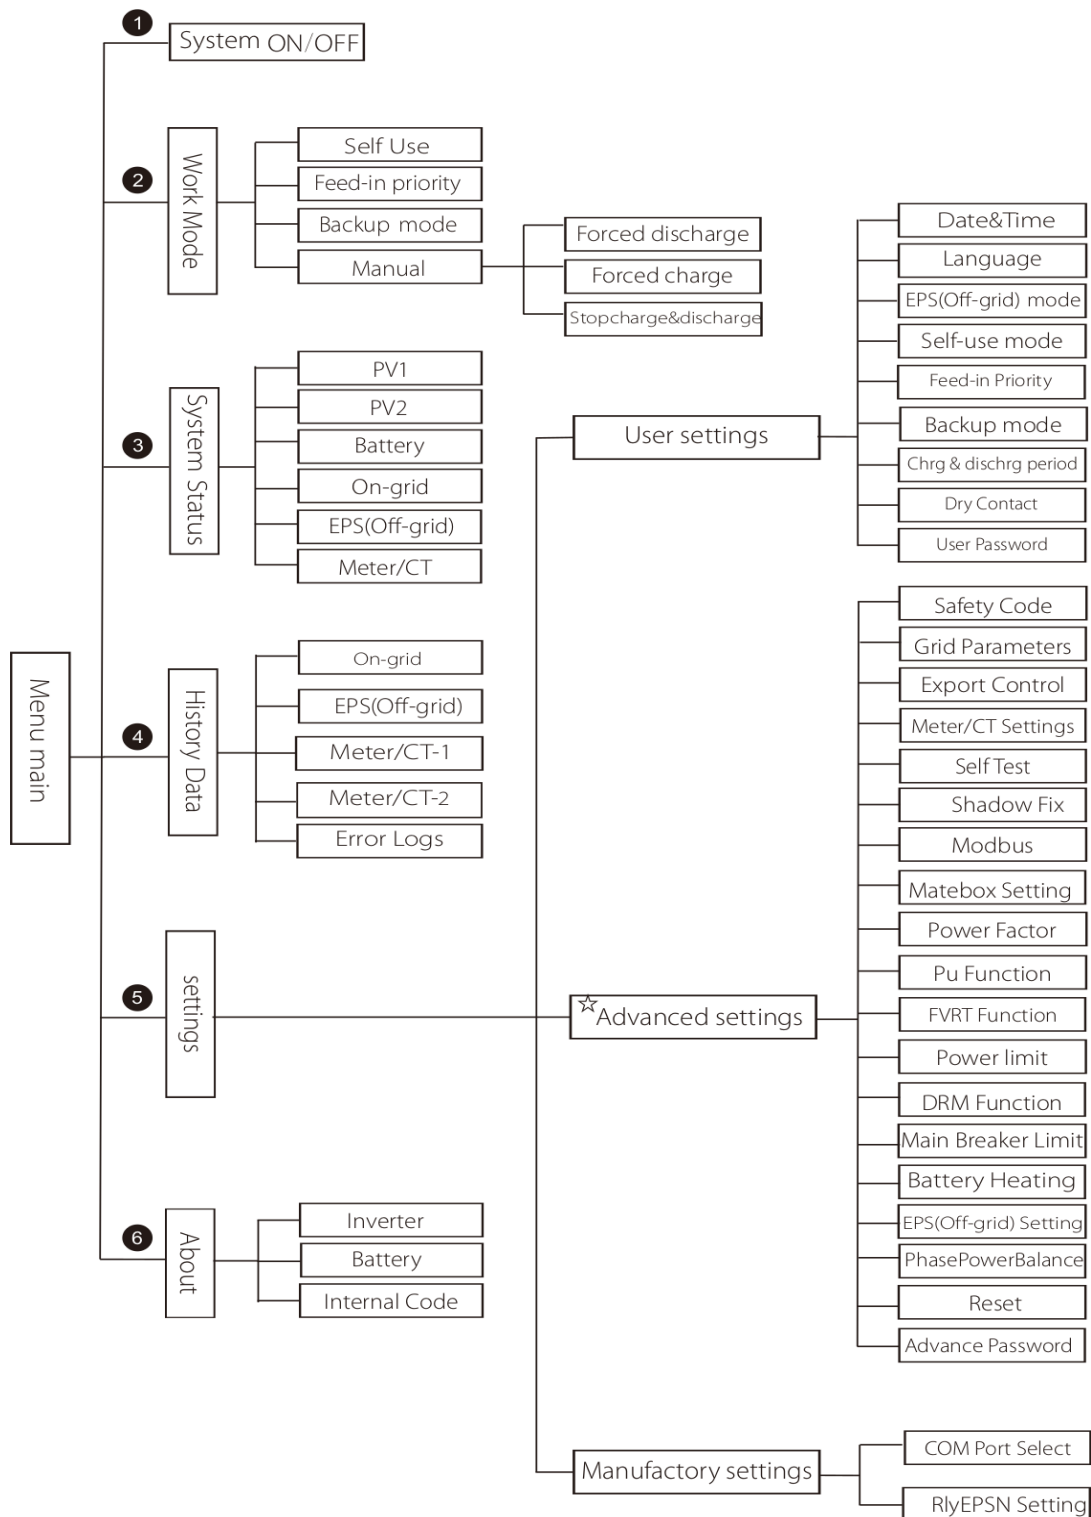 Menu main
1
System ON/OFF
2
Work Mode
Self Use
Feed-in priority
Backup mode
Manual
Forced discharge
Forced charge
Stopcharge&discharge
3
System Status
PV1
PV2
Battery
On-grid
EPS(Off-grid)
Meter/CT
4
History Data
On-grid
EPS(Off-grid)
Meter/CT-1
Meter/CT-2
Error Logs
5
settings
User settings
Date&Time
Language
EPS(Off-grid) mode
Self-use mode
Feed-in Priority
Backup mode
Chrg & dischrg period
Dry Contact
User Password
☆Advanced settings
Safety Code
Grid Parameters
Export Control
Meter/CT Settings
Self Test
Shadow Fix
Modbus
Matebox Setting
Power Factor
Pu Function
FVRT Function
Power limit
DRM Function
Main Breaker Limit
Battery Heating
EPS(Off-grid) Setting
PhasePowerBalance
Reset
Advance Password
Manufactory settings
COM Port Select
RlyEPSN Setting
6
About
Inverter
Battery
Internal Code